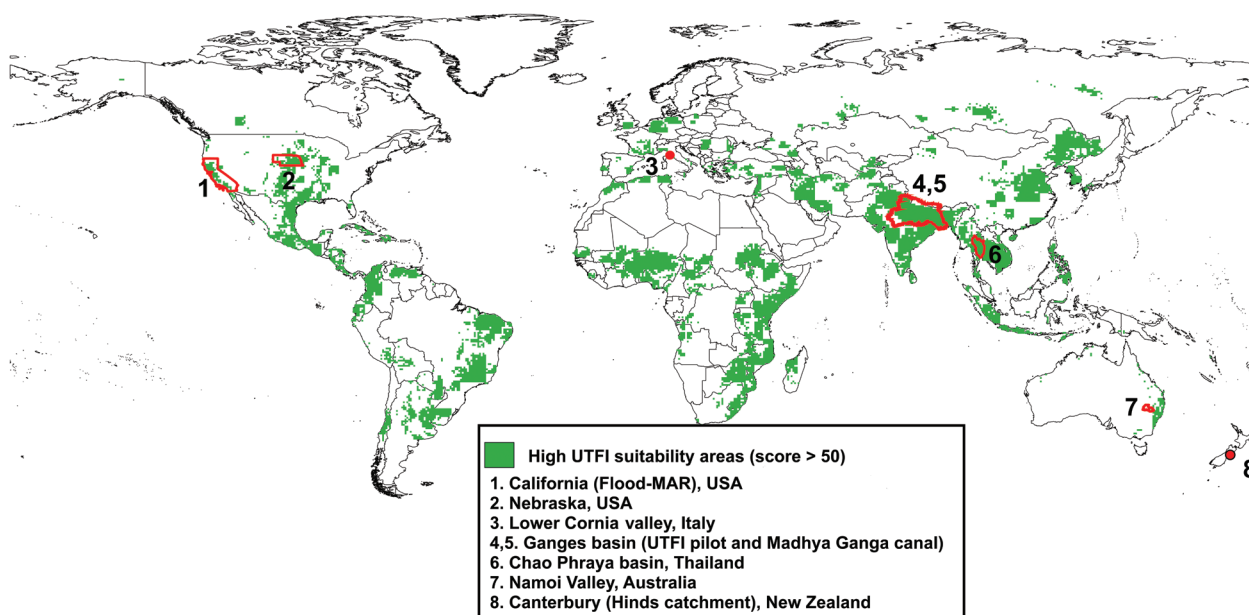 3
4,5
1
2
6
7
8
High UTFI suitability areas (score > 50)
1. California (Flood-MAR), USA
2. Nebraska, USA
3. Lower Cornia valley, Italy
4,5. Ganges basin (UTFI pilot and Madhya Ganga canal)
6. Chao Phraya basin, Thailand
7. Namoi Valley, Australia
8. Canterbury (Hinds catchment), New Zealand